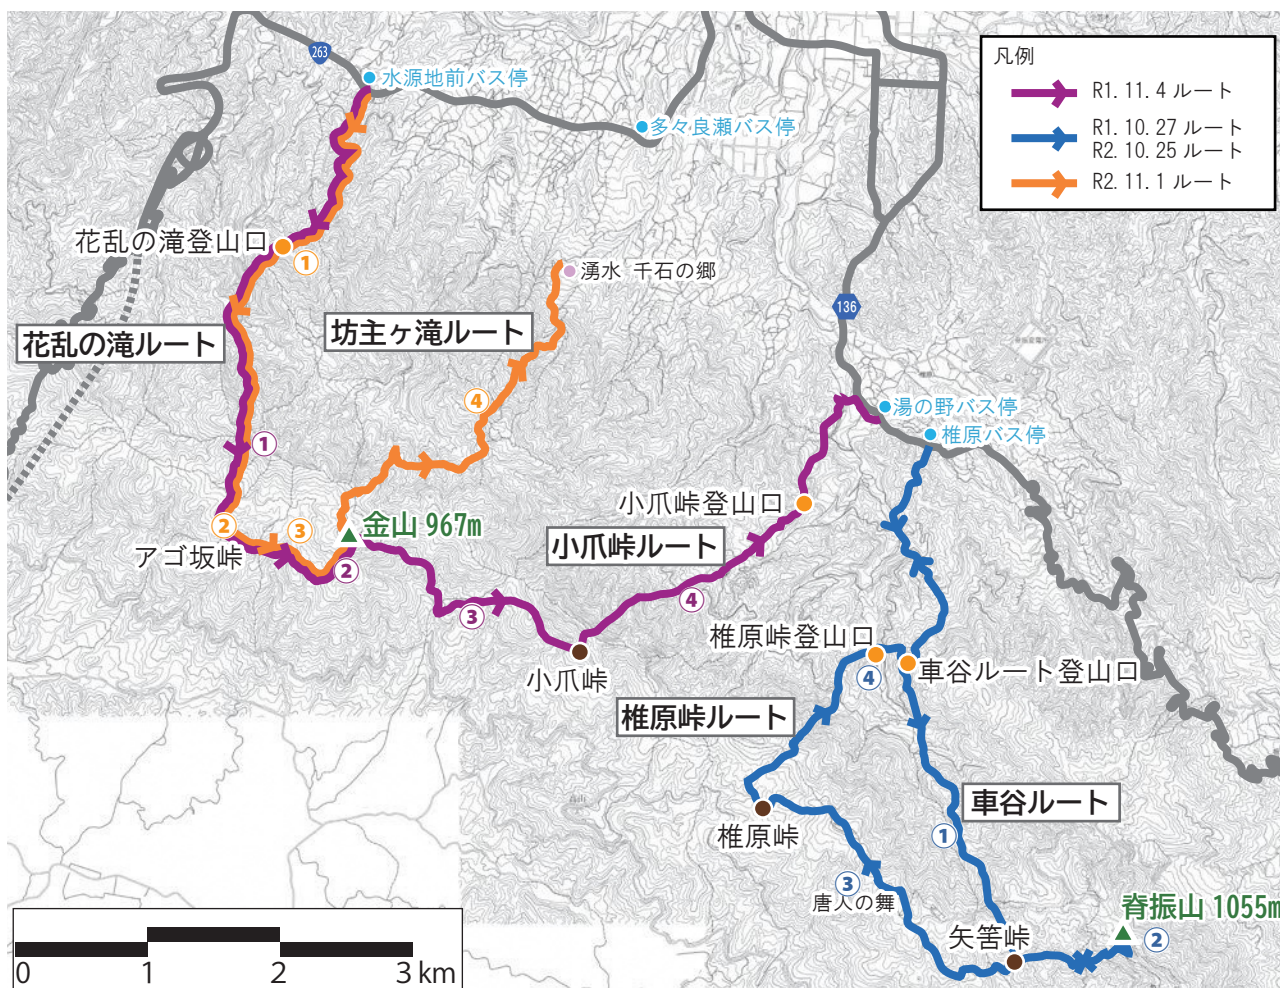 凡例
R1. 11. 4 ルート
R1. 10. 27 ルート
R2. 10. 25 ルート
R2. 11. 1 ルート
263
水源地前バス停
多々良瀬バス停
花乱の滝登山口
①
湧水 千石の郷
136
花乱の滝ルート
坊主ヶ滝ルート
④
湯の野バス停
椎原バス停
①
小爪峠登山口
②
③
金山 967m
アゴ坂峠
②
小爪峠ルート
③
④
小爪峠
椎原峠登山口
④
車谷ルート登山口
椎原峠ルート
車谷ルート
椎原峠
①
③
唐人の舞
脊振山 1055m
②
矢筈峠
0 1 2 3 km